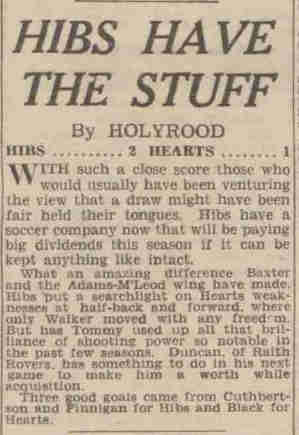 HIBS HAVE
THE STUFF
By HOLYROOD
HIBS .......... 2 HEARTS ........ 1
WITH such a close score those who
would usually have been venturing
the view that a draw might have been
fair held their tongues. Hibs have a
soccer company now that will be paying
big dividends this season if it can be
kept anything like intact.
What an amazing difference Baxter
and the Adams-M'Leod wing have made.
Hibs put a searchlight on Hearts weak-
nesses at half-back and forward, where
only Walker moved with any freedom.
But has Tommy used up all that bril-
liance of shooting power so notable in
the past few seasons. Duncan, of Raith
Rovers, has something to do in his next
game to make him a worth while
acquisition.
Three good goals came from Cuthbert-
son and Finnigan for Hibs and Black for
Hearts.